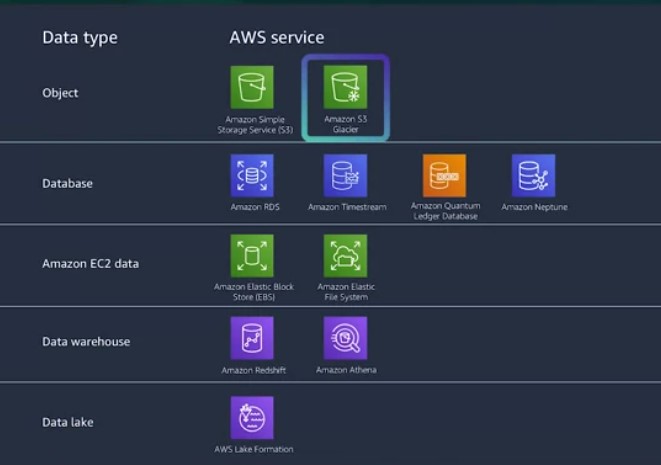 Data type
AWS service
Object
Amazon Simple
Storage Service (S3)
Amazon S3
Glacier
Database
Amazon RDS
Amazon Timestream
Amazon Quantum
Ledger Database
Amazon Neptune
Amazon EC2 data
Amazon Elastic Block
Store (EBS)
Amazon Elastic
File System
Data warehouse
Amazon Redshift
Amazon Athena
Data lake
AWS Lake Formation